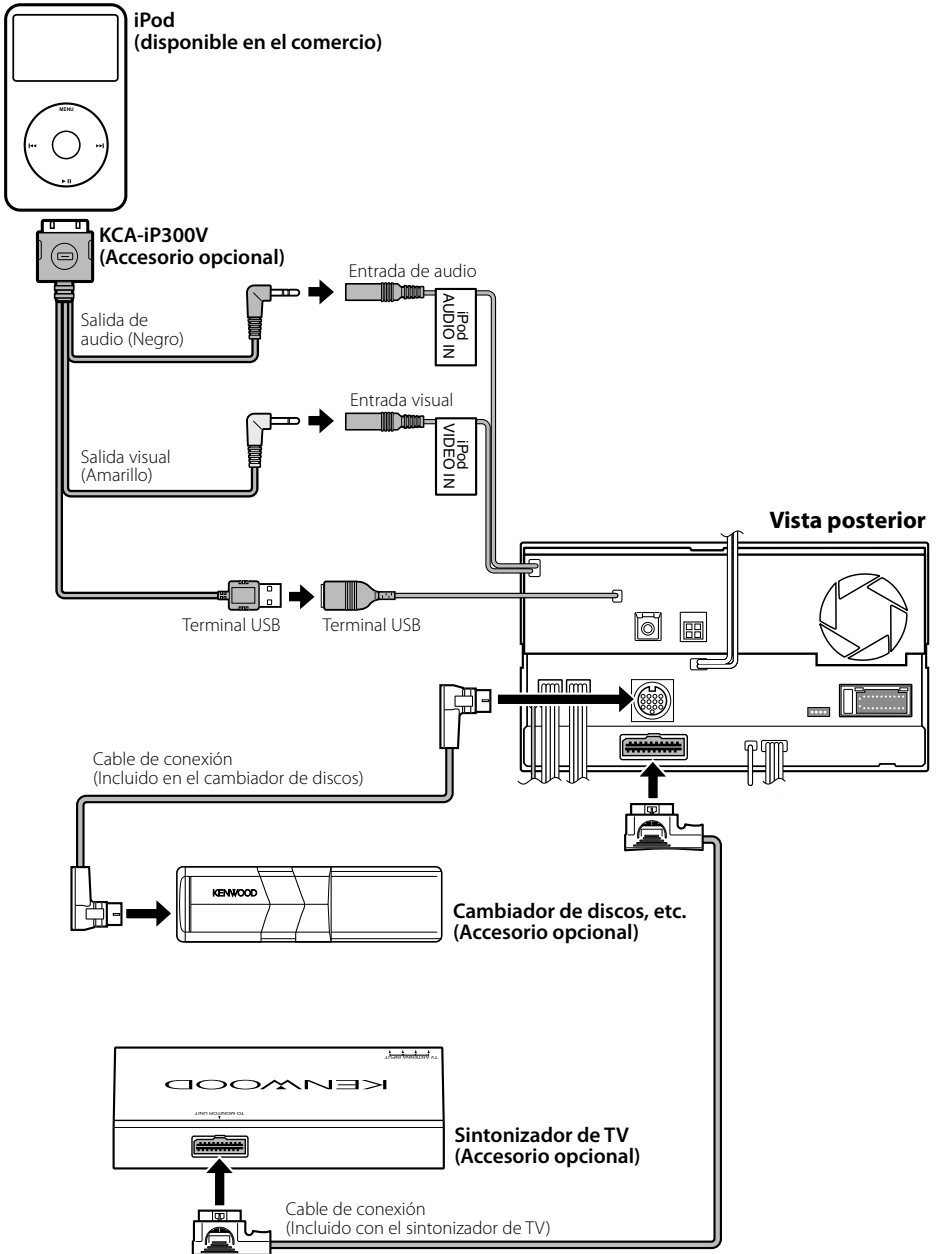 iPod
(disponible en el comercio)
MENU
KCA-iP300V
(Accesorio opcional)
Entrada de audio
iPod
AUDIO IN
Salida de
audio (Negro)
Entrada visual
iPod
VIDEO IN
Salida visual
(Amarillo)
Vista posterior
Terminal USB
Terminal USB
Cable de conexión
(Incluido en el cambiador de discos)
KENWOOD
Cambiador de discos, etc.
(Accesorio opcional)
TV ANTENNA INPUT
KENWOOD
TO MONITOR UNIT
Sintonizador de TV
(Accesorio opcional)
Cable de conexión
(Incluido con el sintonizador de TV)